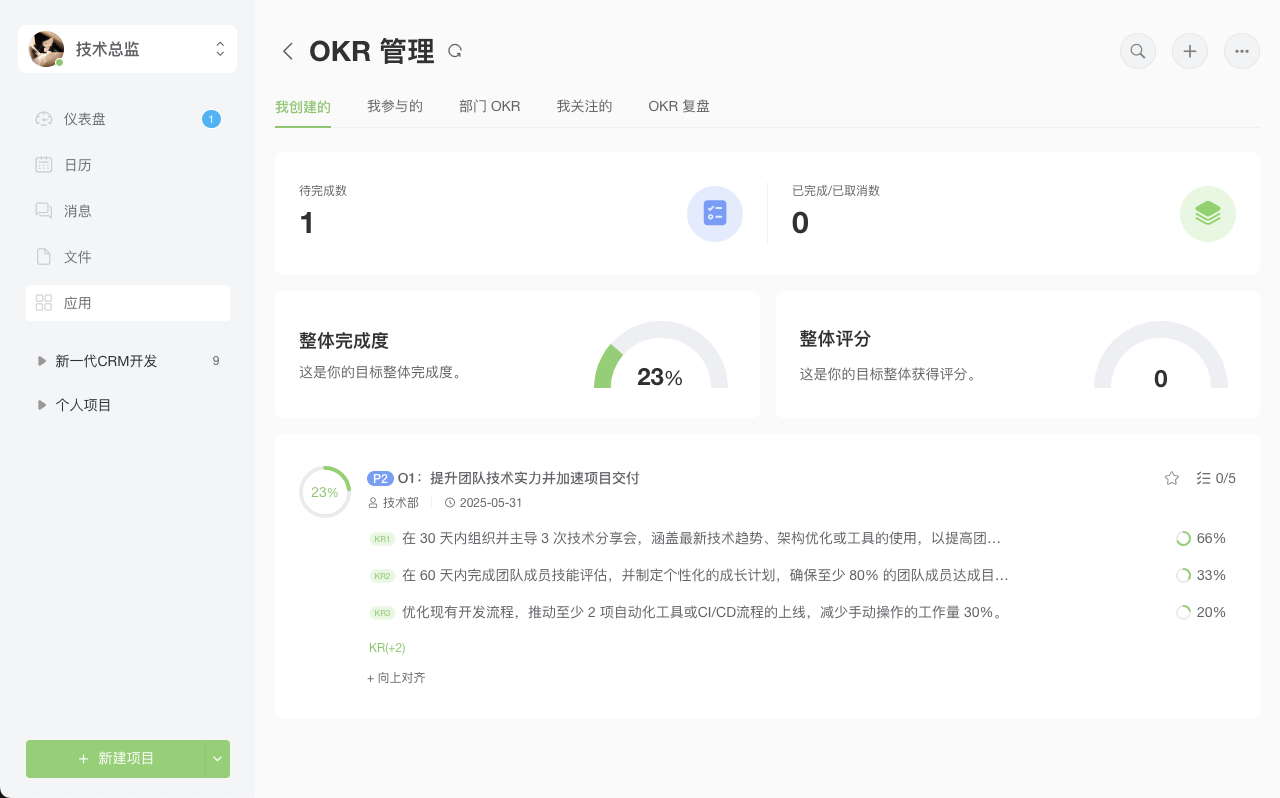 技术总监
OKR 管理
仪表盘
1
日历
消息
文件
应用
新一代CRM开发
9
个人项目
新建项目
我创建的
我参与的
部门 OKR
我关注的
OKR 复盘
待完成数
1
已完成/已取消数
0
整体完成度
这是你的目标整体完成度。
23%
整体评分
这是你的目标整体获得评分。
0
23%
P2 O1：提升团队技术实力并加速项目交付
0/5
技术部
2025-05-31
KR1 在 30 天内组织并主导 3 次技术分享会，涵盖最新技术趋势、架构优化或工具的使用，以提高团…
66%
KR2 在 60 天内完成团队成员技能评估，并制定个性化的成长计划，确保至少 80% 的团队成员达成目…
33%
KR3 优化现有开发流程，推动至少 2 项自动化工具或CI/CD流程的上线，减少手动操作的工作量 30%。
20%
KR(+2)
+ 向上对齐